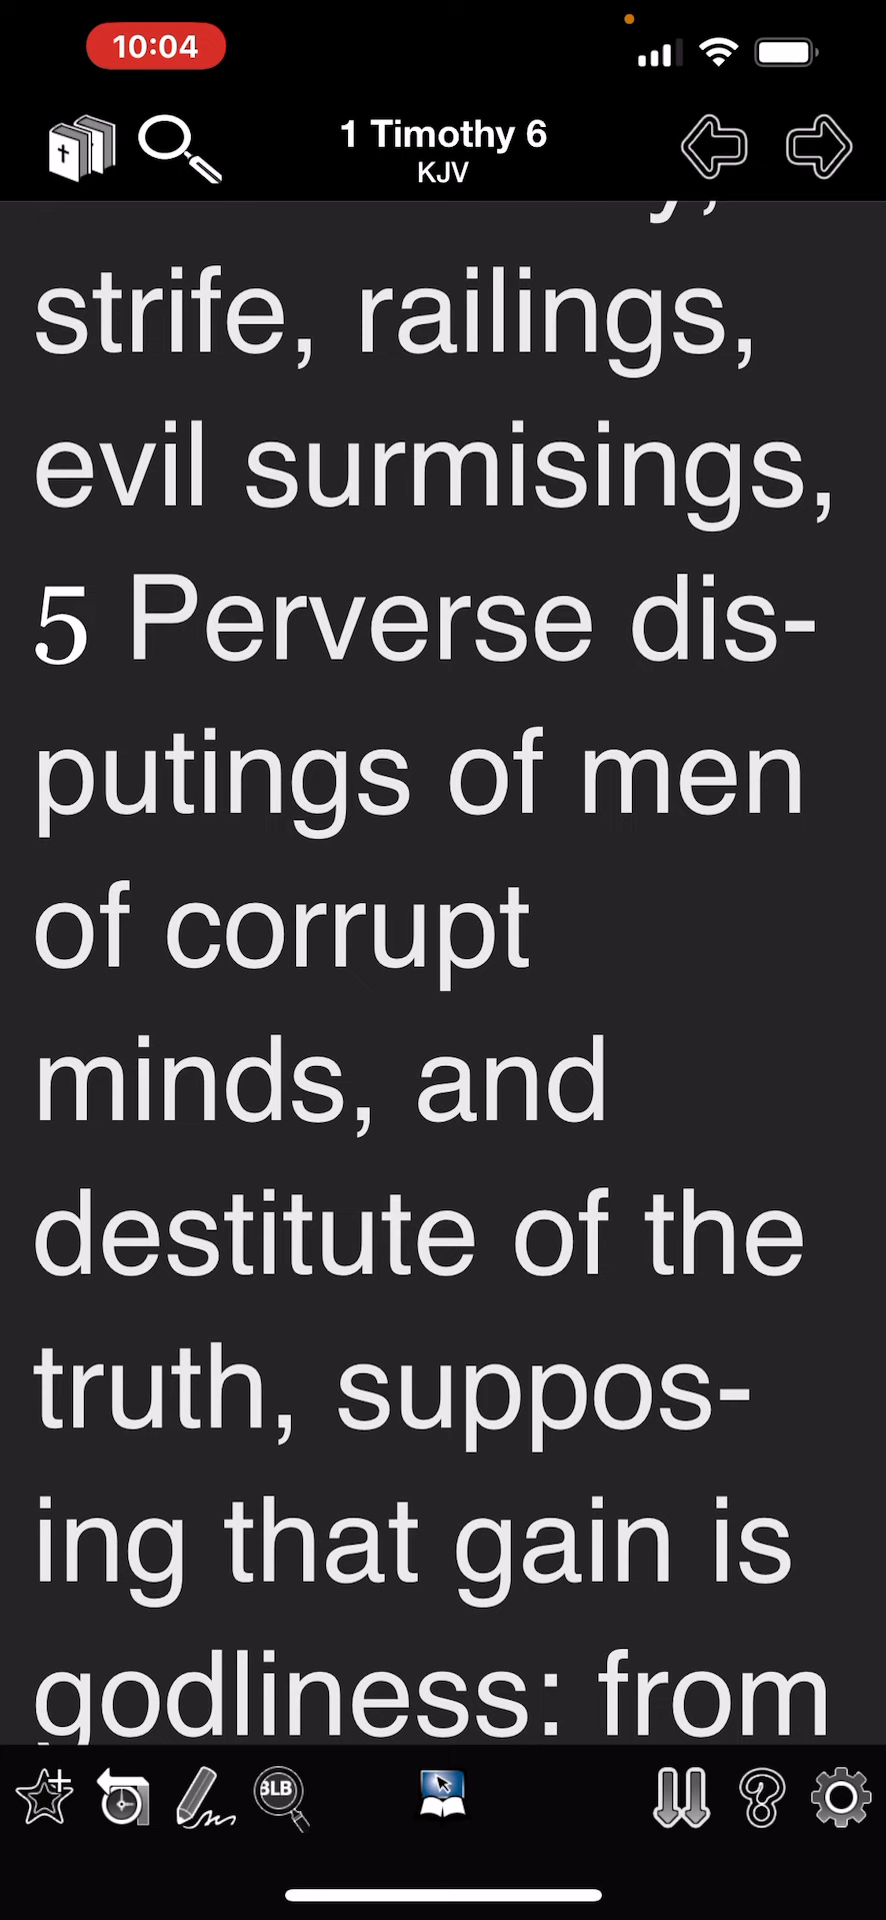 10:04
1 Timothy 6
KJV
strife, railings,
evil surmisings,
5 Perverse dis-
putings of men
of corrupt
minds, and
destitute of the
truth, suppos-
ing that gain is
godliness: from
BLB